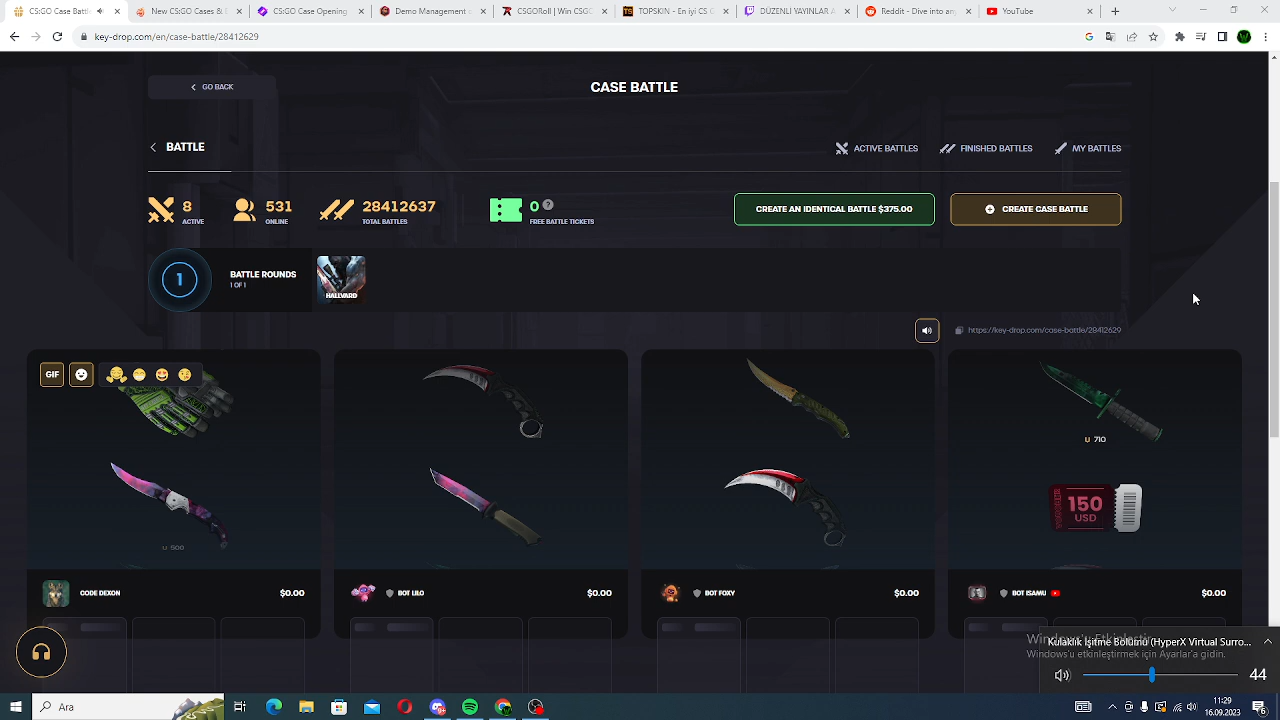 CS:GO Case Battl
New CS:GO Cases & E
CS:GO Case Opening
Demo Management
CSGORoll | Win CSGO
TOPSKIN - En iyi CS G
DÜZENLİ YAYINLAR A
Reddit - Dive into any
YouTube
key-drop.com/en/case-battle/28412629
GO BACK
CASE BATTLE
BATTLE
ACTIVE BATTLES
FINISHED BATTLES
MY BATTLES
8
ACTIVE
531
ONLINE
28412637
TOTAL BATTLES
0
FREE BATTLE TICKETS
CREATE AN IDENTICAL BATTLE $375.00
CREATE CASE BATTLE
1
BATTLE ROUNDS
1 OF 1
HALLVARD
https://key-drop.com/case-battle/28412629
GIF
710
150
USD
500
CODE DEXON
$0.00
BOT LILO
$0.00
BOT FOXY
$0.00
BOT ISAMU
$0.00
Windows'u Etkinleştir
Windows'u etkinleştirmek için Ayarlar'a gidin.
Kulaklık İşitme Bölümü (HyperX Virtual Surro...
44
Ara
11:29
16.09.2023